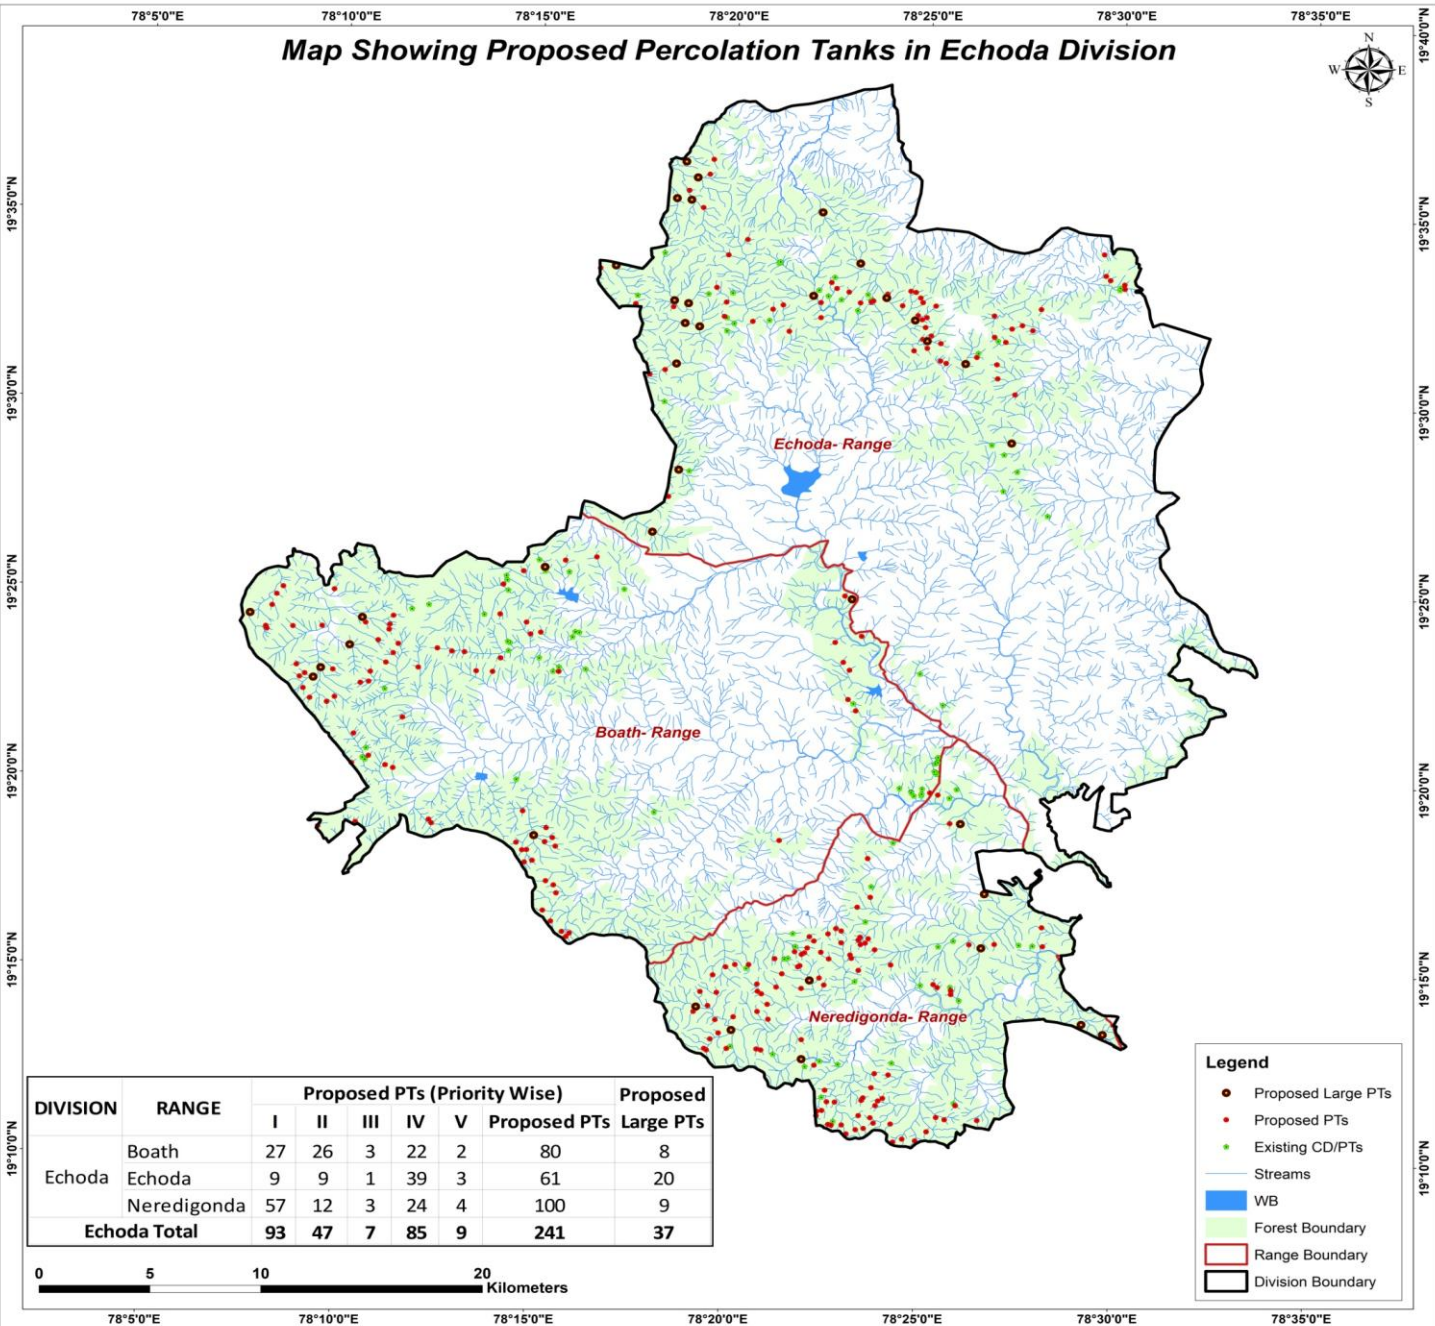 78°5'0"E 78°10'0"E 78°15'0"E 78°20'0"E 78°25'0"E 78°30'0"E 78°35'0"E
Map Showing Proposed Percolation Tanks in Echoda Division
N
W E
S
19°40'0"N
19°35'0"N 19°35'0"N
19°30'0"N 19°30'0"N
Echoda- Range
19°25'0"N 19°25'0"N
Boath- Range
19°20'0"N 19°20'0"N
19°15'0"N 19°15'0"N
Neredigonda- Range
19°10'0"N 19°10'0"N
DIVISION RANGE Proposed PTs (Priority Wise) Proposed Large PTs
I II III IV V Proposed PTs
Echoda Boath 27 26 3 22 2 80 8
Echoda 9 9 1 39 3 61 20
Neredigonda 57 12 3 24 4 100 9
Echoda Total 93 47 7 85 9 241 37
0 5 10 20
Kilometers
Legend
Proposed Large PTs
Proposed PTs
Existing CD/PTs
Streams
WB
Forest Boundary
Range Boundary
Division Boundary
78°5'0"E 78°10'0"E 78°15'0"E 78°20'0"E 78°25'0"E 78°30'0"E 78°35'0"E